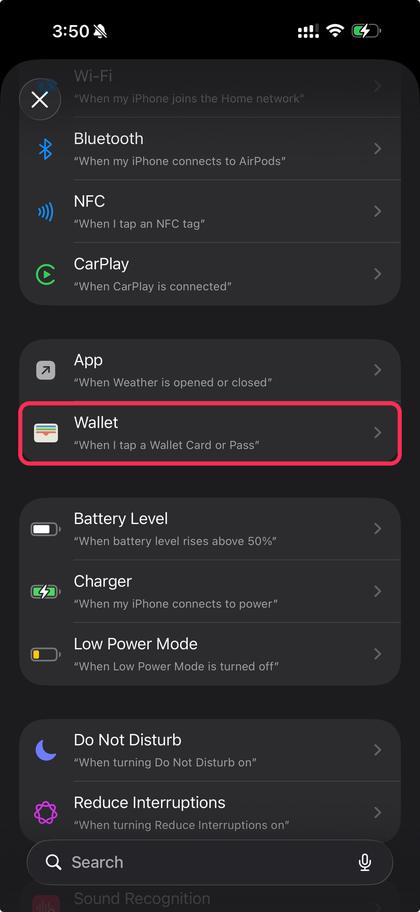 3:50
Wi-Fi
“When my iPhone joins the Home network”
Bluetooth
“When my iPhone connects to AirPods”
NFC
“When I tap an NFC tag”
CarPlay
“When CarPlay is connected”
App
“When Weather is opened or closed”
Wallet
“When I tap a Wallet Card or Pass”
Battery Level
“When battery level rises above 50%”
Charger
“When my iPhone connects to power”
Low Power Mode
“When Low Power Mode is turned off”
Do Not Disturb
“When turning Do Not Disturb on”
Reduce Interruptions
“When turning Reduce Interruptions on”
Search
Sound Recognition